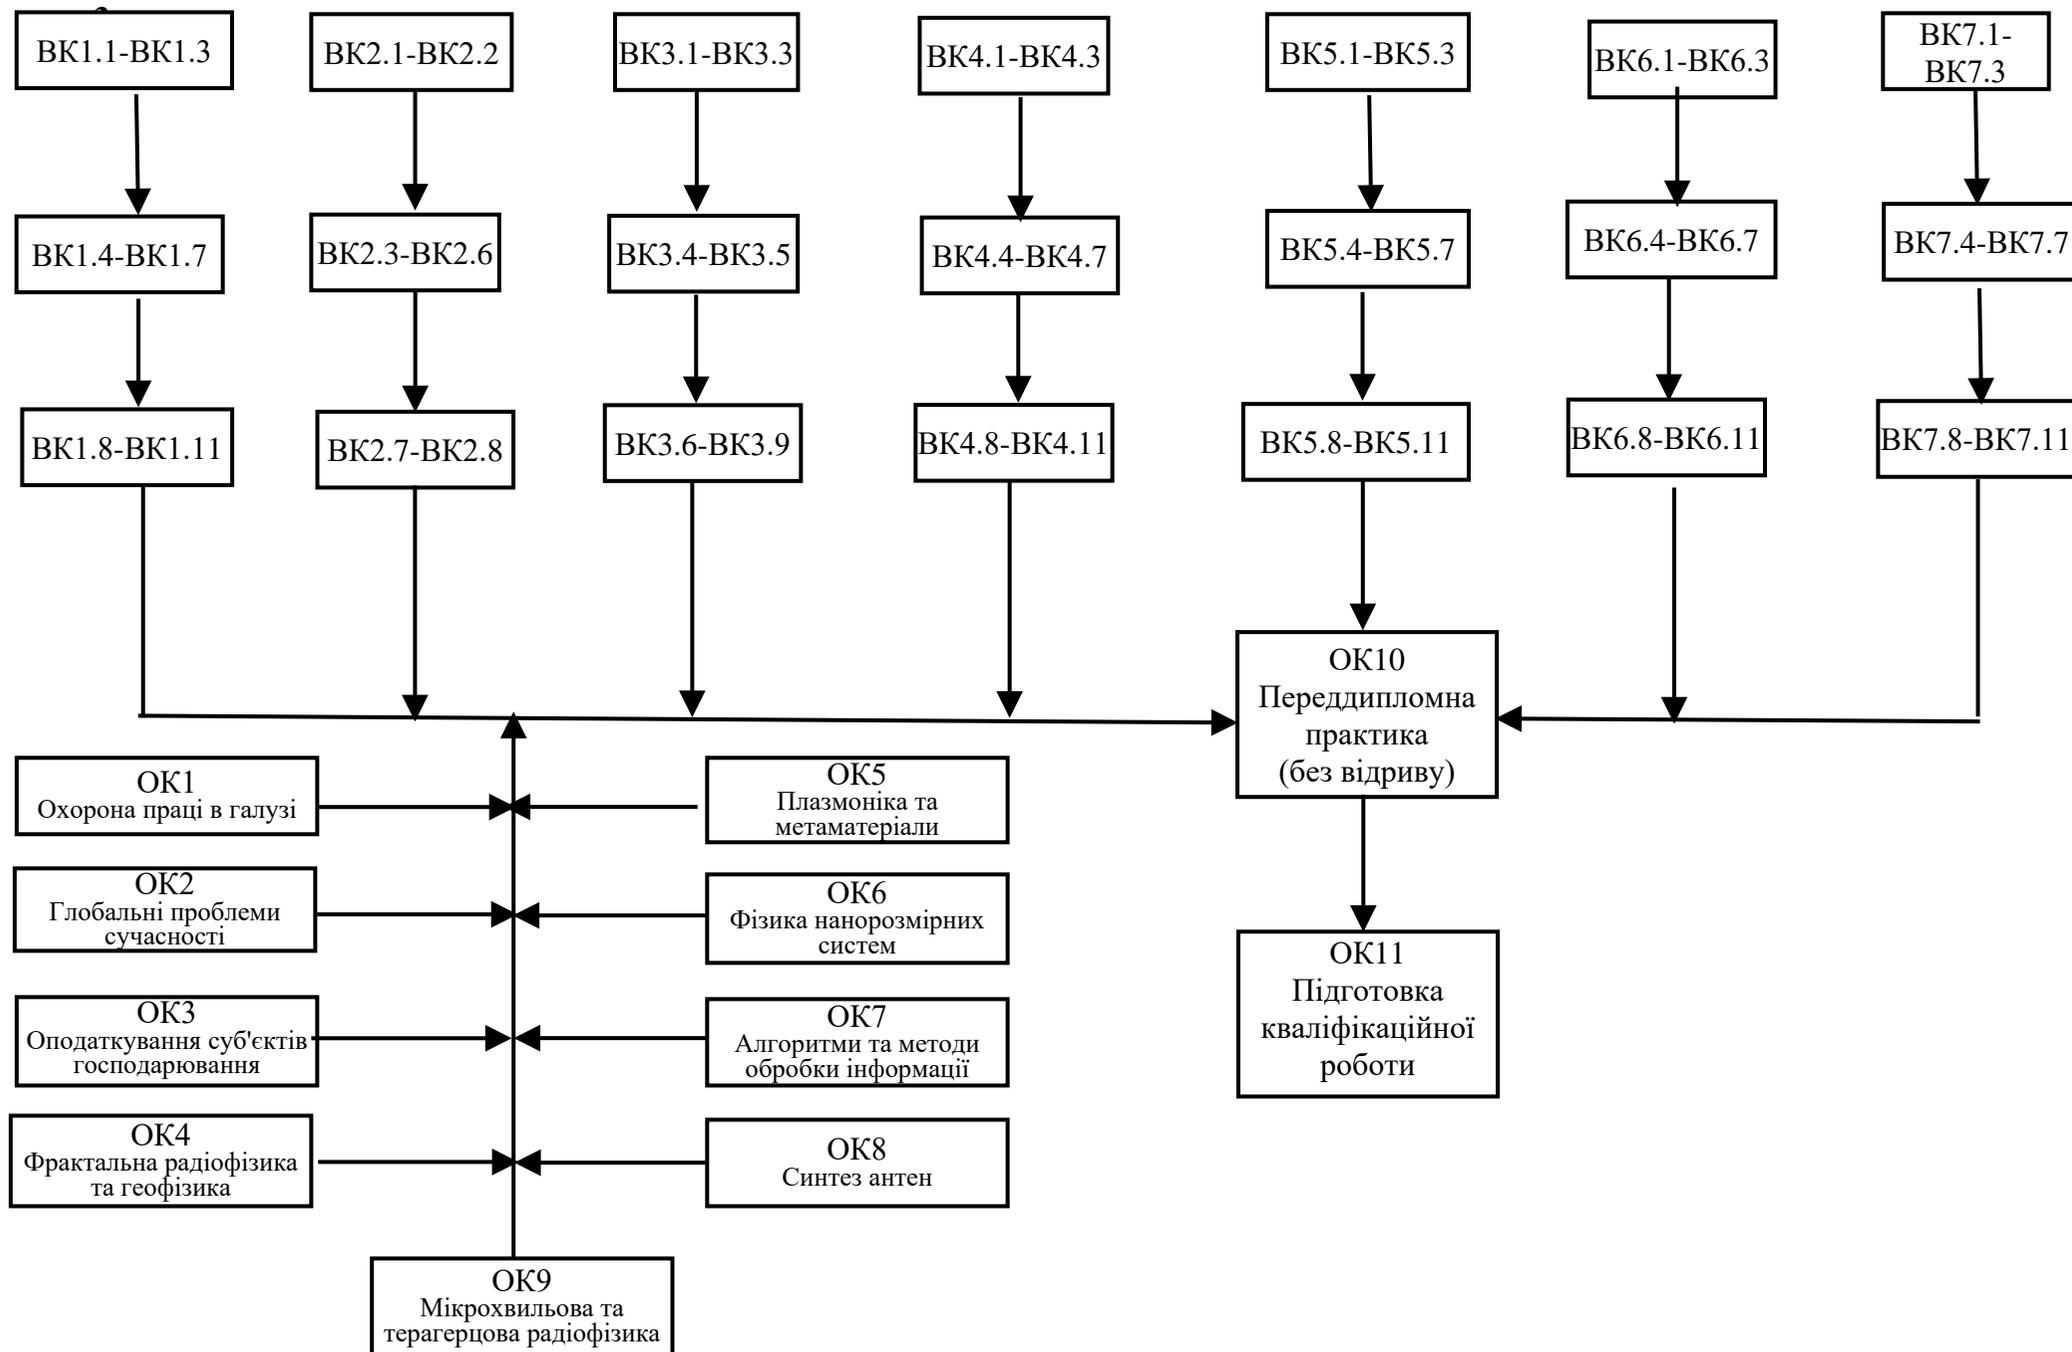 ВК1.1-ВК1.3
ВК2.1-ВК2.2
ВК3.1-ВК3.3
ВК4.1-ВК4.3
ВК5.1-ВК5.3
ВК6.1-ВК6.3
ВК7.1-
ВК7.3
ВК1.4-ВК1.7
ВК2.3-ВК2.6
ВК3.4-ВК3.5
ВК4.4-ВК4.7
ВК5.4-ВК5.7
ВК6.4-ВК6.7
ВК7.4-ВК7.7
ВК1.8-ВК1.11
ВК2.7-ВК2.8
ВК3.6-ВК3.9
ВК4.8-ВК4.11
ВК5.8-ВК5.11
ВК6.8-ВК6.11
ВК7.8-ВК7.11
ОК10
Переддипломна
практика
(без відриву)
ОК1
Охорона праці в галузі
ОК5
Плазмоніка та
метаматеріали
ОК2
Глобальні проблеми
сучасності
ОК6
Фізика нанорозмірних
систем
ОК11
Підготовка
кваліфікаційної
роботи
ОК3
Оподаткування суб'єктів
господарювання
ОК7
Алгоритми та методи
обробки інформації
ОК4
Фрактальна радіофізика
та геофізика
ОК8
Синтез антен
ОК9
Мікрохвильова та
терагерцова радіофізика